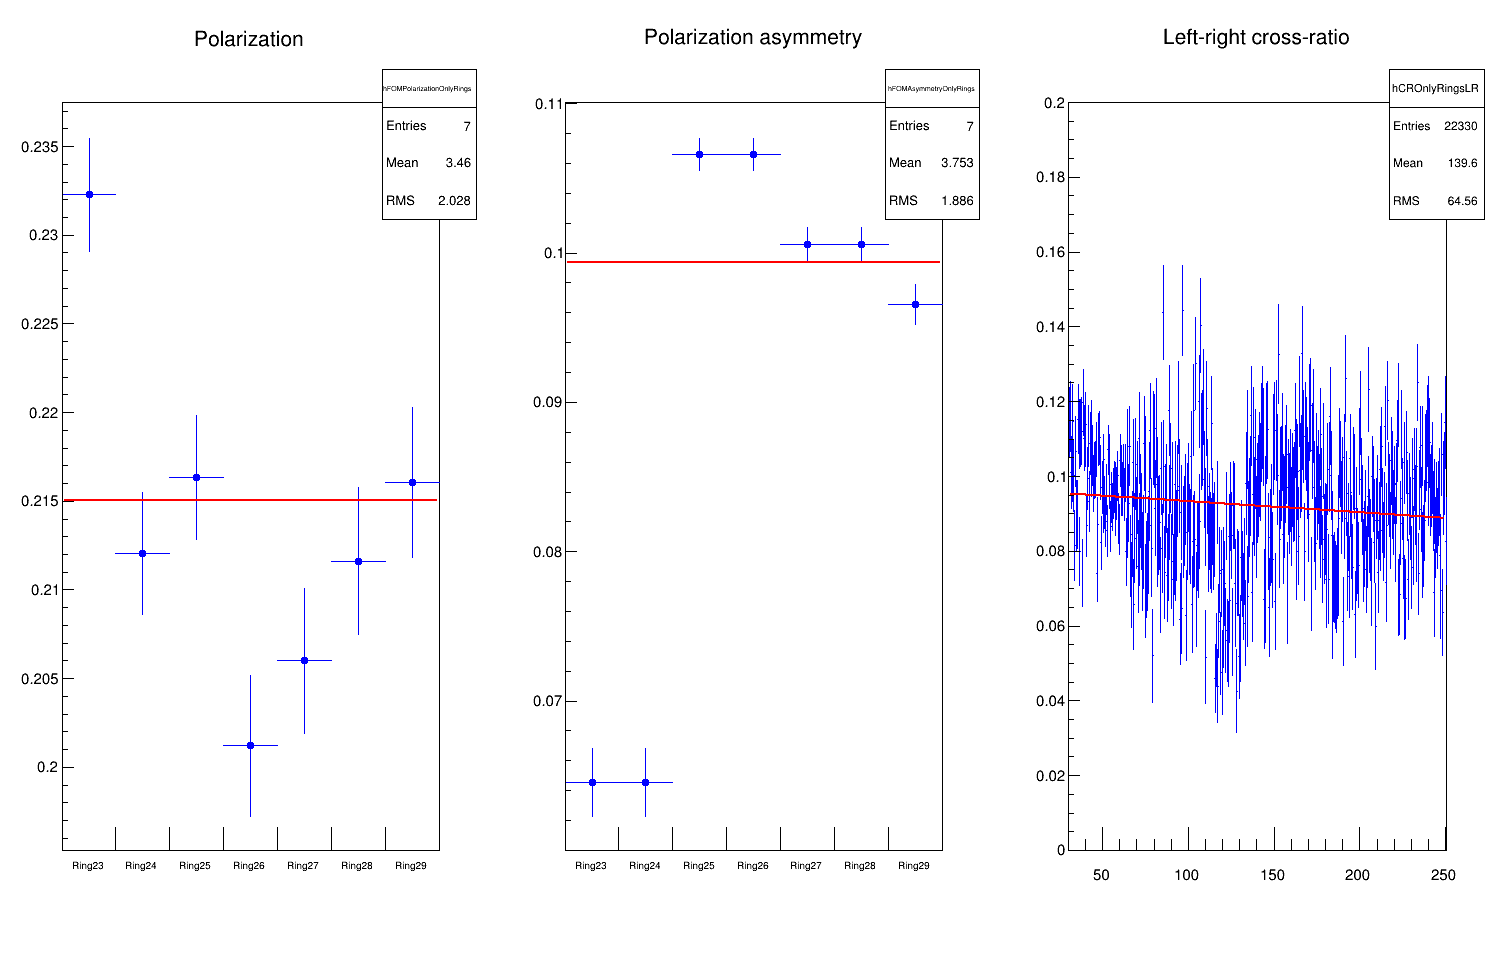 Polarization
hFOMPolarizationOnlyRings
Entries 7
Mean 3.46
RMS 2.028
0.235
0.23
0.225
0.22
0.215
0.21
0.205
0.2
Ring23 Ring24 Ring25 Ring26 Ring27 Ring28 Ring29
Polarization asymmetry
hFOMAsymmetryOnlyRings
Entries 7
Mean 3.753
RMS 1.886
0.11
0.1
0.09
0.08
0.07
Ring23 Ring24 Ring25 Ring26 Ring27 Ring28 Ring29
Left-right cross-ratio
hCROnlyRingsLR
Entries 22330
Mean 139.6
RMS 64.56
0.2
0.18
0.16
0.14
0.12
0.1
0.08
0.06
0.04
0.02
0
50 100 150 200 250